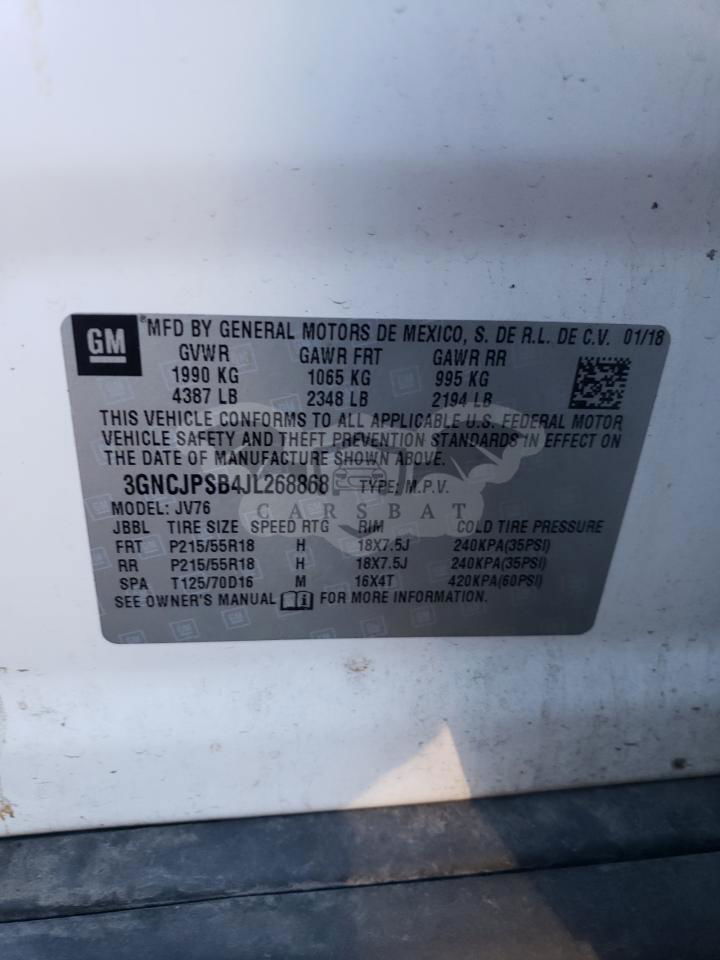 GM ®MFD BY GENERAL MOTORS DE MEXICO, S. DE R.L. DE C.V. 01/18
GVWR GAWR FRT GAWR RR
1990 KG 1065 KG 995 KG
4387 LB 2348 LB 2194 LB
THIS VEHICLE CONFORMS TO ALL APPLICABLE U.S. FEDERAL MOTOR
VEHICLE SAFETY AND THEFT PREVENTION STANDARDS IN EFFECT ON
THE DATE OF MANUFACTURE SHOWN ABOVE.
3GNCJPSB4JL268868 TYPE: M.P.V.
CARSBAT
MODEL: JV76
JBBL TIRE SIZE SPEED RTG RIM COLD TIRE PRESSURE
FRT P215/55R18 H 18X7.5J 240KPA(35PSI)
RR P215/55R18 H 18X7.5J 240KPA(35PSI)
SPA T125/70D16 M 16X4T 420KPA(60PSI)
SEE OWNER'S MANUAL i FOR MORE INFORMATION.